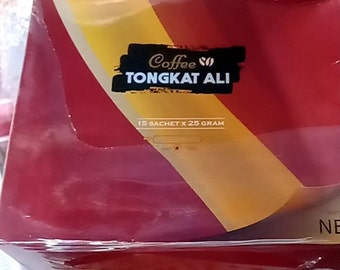 Coffee
TONGKAT ALI
15 SACHET X 25 GRAM
NE